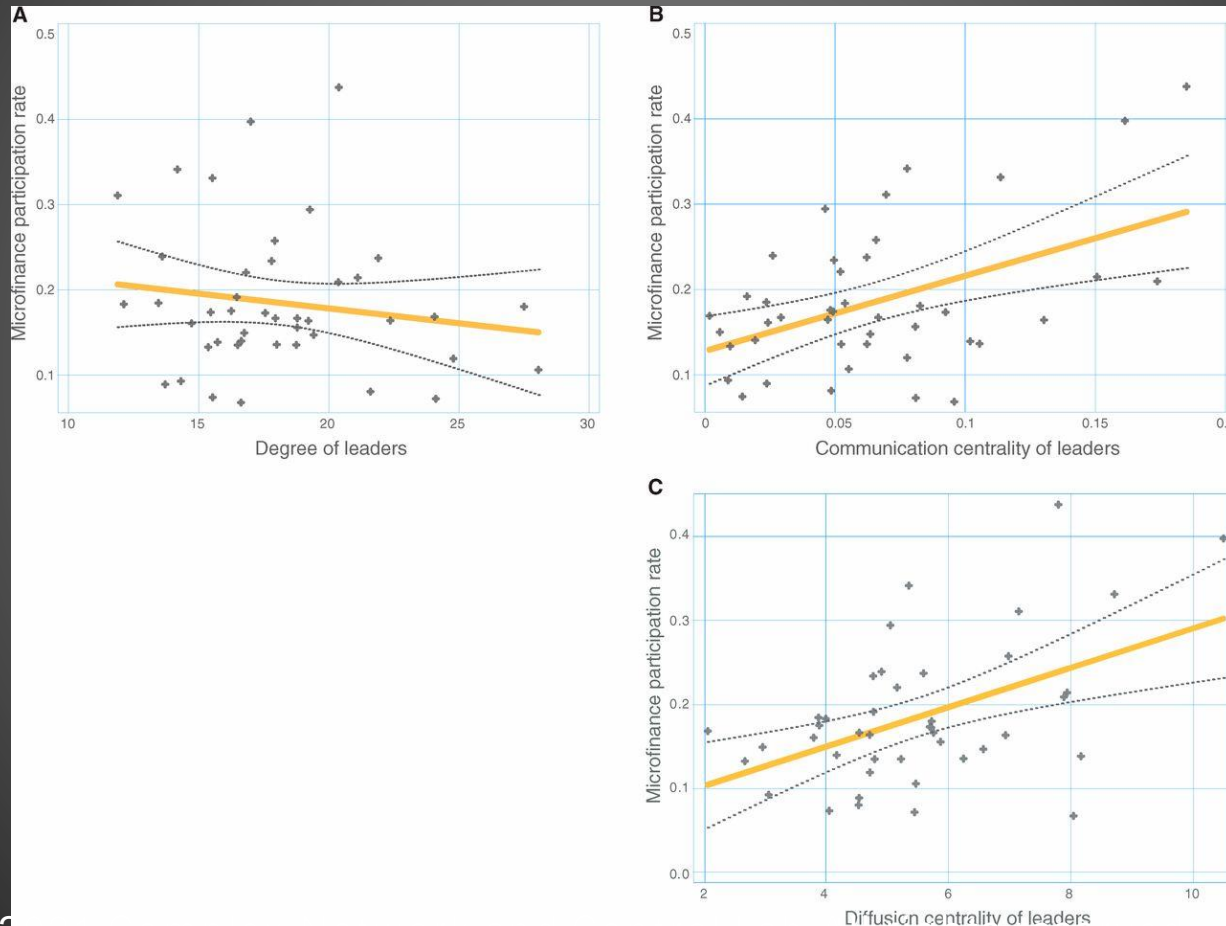 A
Microfinance participation rate
0.5
0.4
0.3
0.2
0.1
10 15 20 25 30
Degree of leaders
B
Microfinance participation rate
0.5
0.4
0.3
0.2
0.1
0 0.05 0.1 0.15 0.
Communication centrality of leaders
C
Microfinance participation rate
0.4
0.3
0.2
0.1
0.0
2 4 6 8 10
Diffusion centrality of leaders